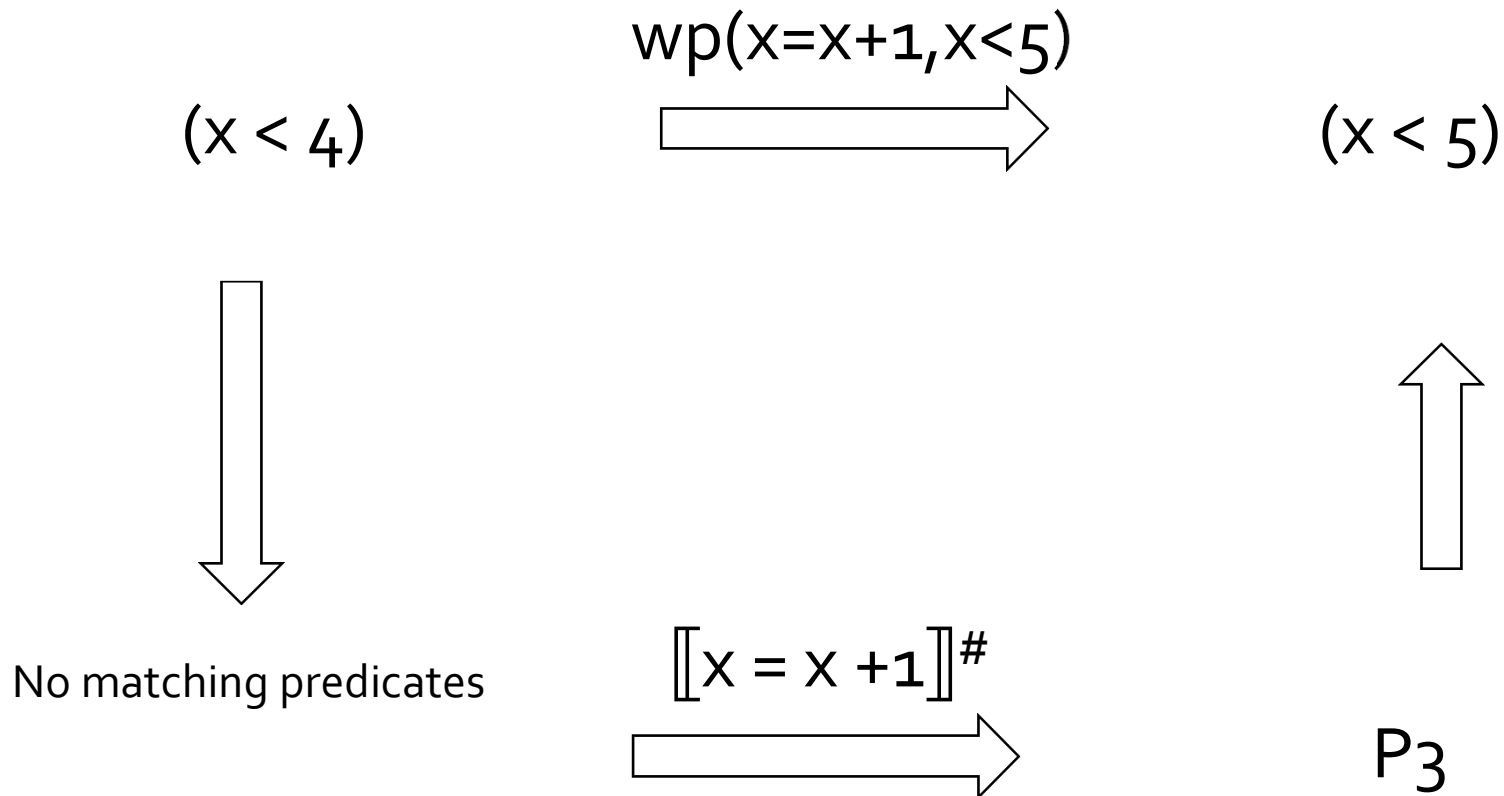 wp(x=x+1,x<5)
(x < 4)
(x < 5)
No matching predicates
⟦x = x +1⟧#
P3